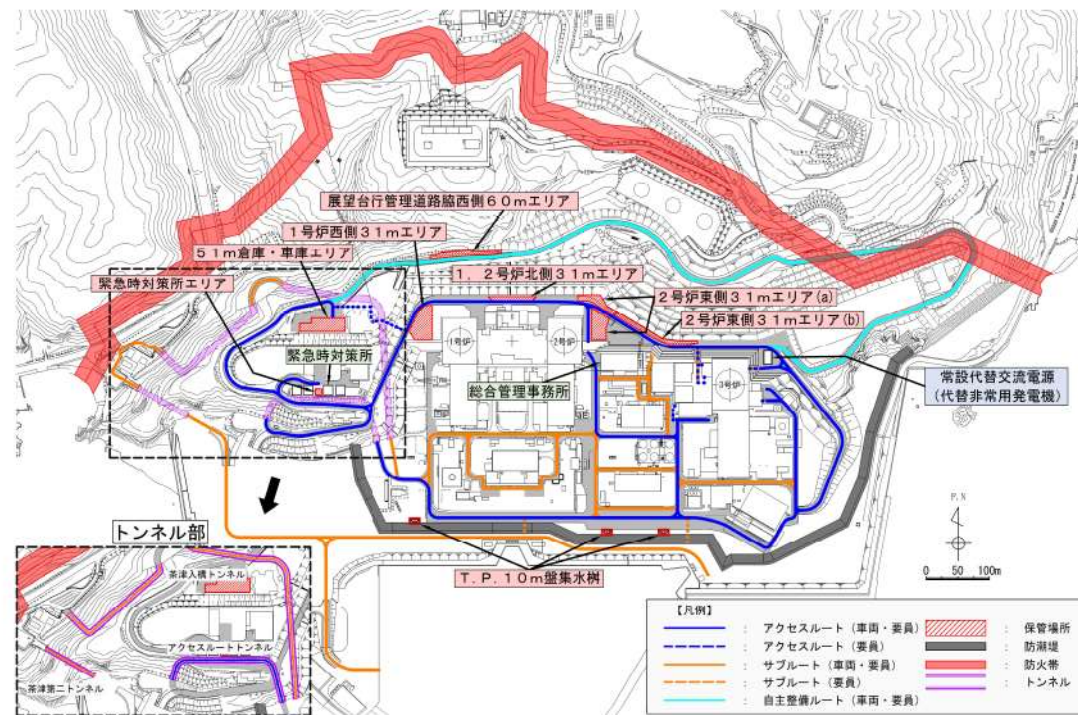 展望台行管理道路脇西側60mエリア
1号炉西側31mエリア
51m倉庫・車庫エリア
1，2号炉北側31mエリア
緊急時対策所エリア
2号炉東側31mエリア(a)
2号炉東側31mエリア(b)
1号炉
2号炉
緊急時対策所
3号炉
総合管理事務所
常設代替交流電源
(代替非常用発電機)
P.N
トンネル部
T.P.10m盤集水桝
0 50 100m
茶津入構トンネル
アクセスルートトンネル
茶津第二トンネル
【凡例】
： アクセスルート（車両・要員）
： 保管場所
： アクセスルート（要員）
： 防潮堤
： サブルート（車両・要員）
： 防火帯
： サブルート（要員）
： トンネル
： 自主整備ルート（車両・要員）